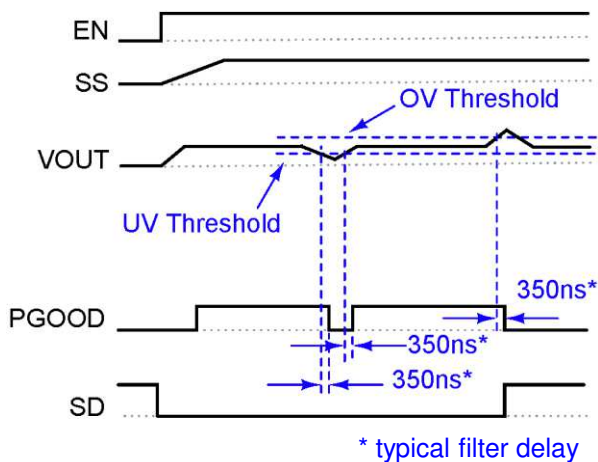 EN
SS
OV Threshold
VOUT
UV Threshold
350ns*
PGOOD
350ns*
350ns*
SD
* typical filter delay